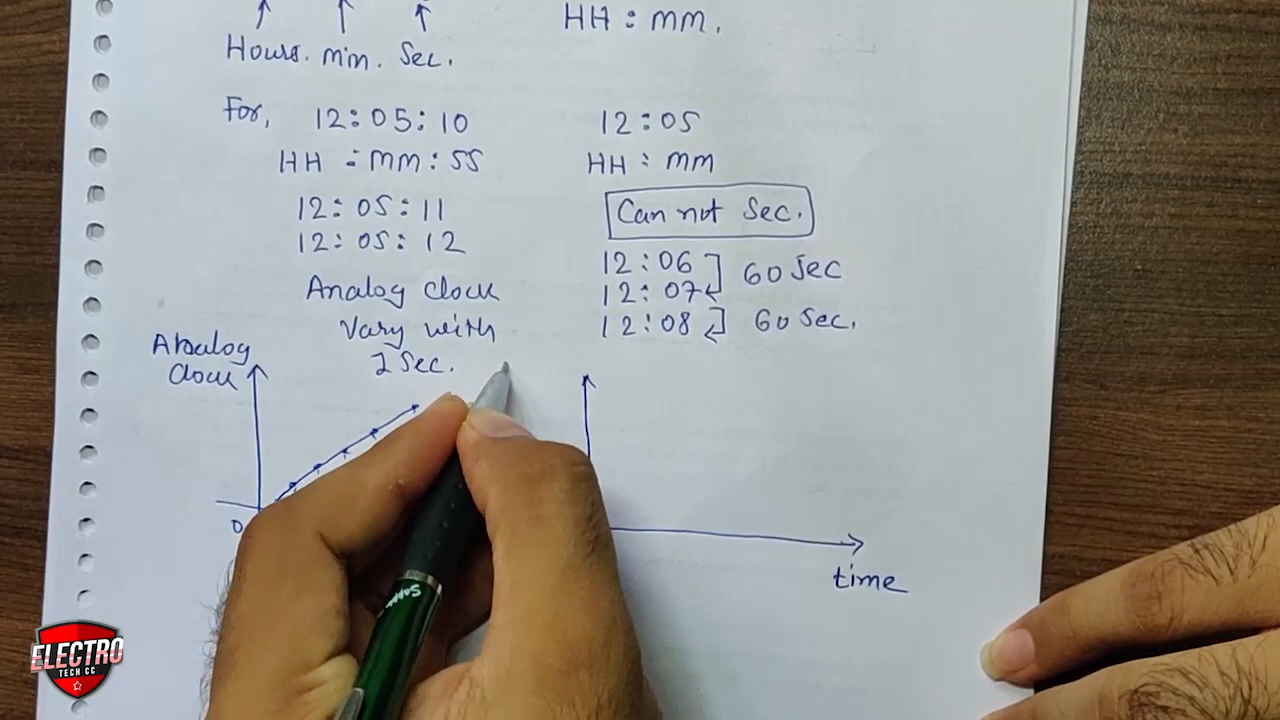 Hours. min. Sec.
HH : mm.
For, 12:05:10
HH : mm : SS
12:05:11
12:05:12
Analog clock
Vary with
1 Sec.
12:05
HH : mm
Can not Sec.
12:06
12:07
60 Sec
12:08
60 Sec.
Analog
Clock
0
time
ELECTRO
TECH CC